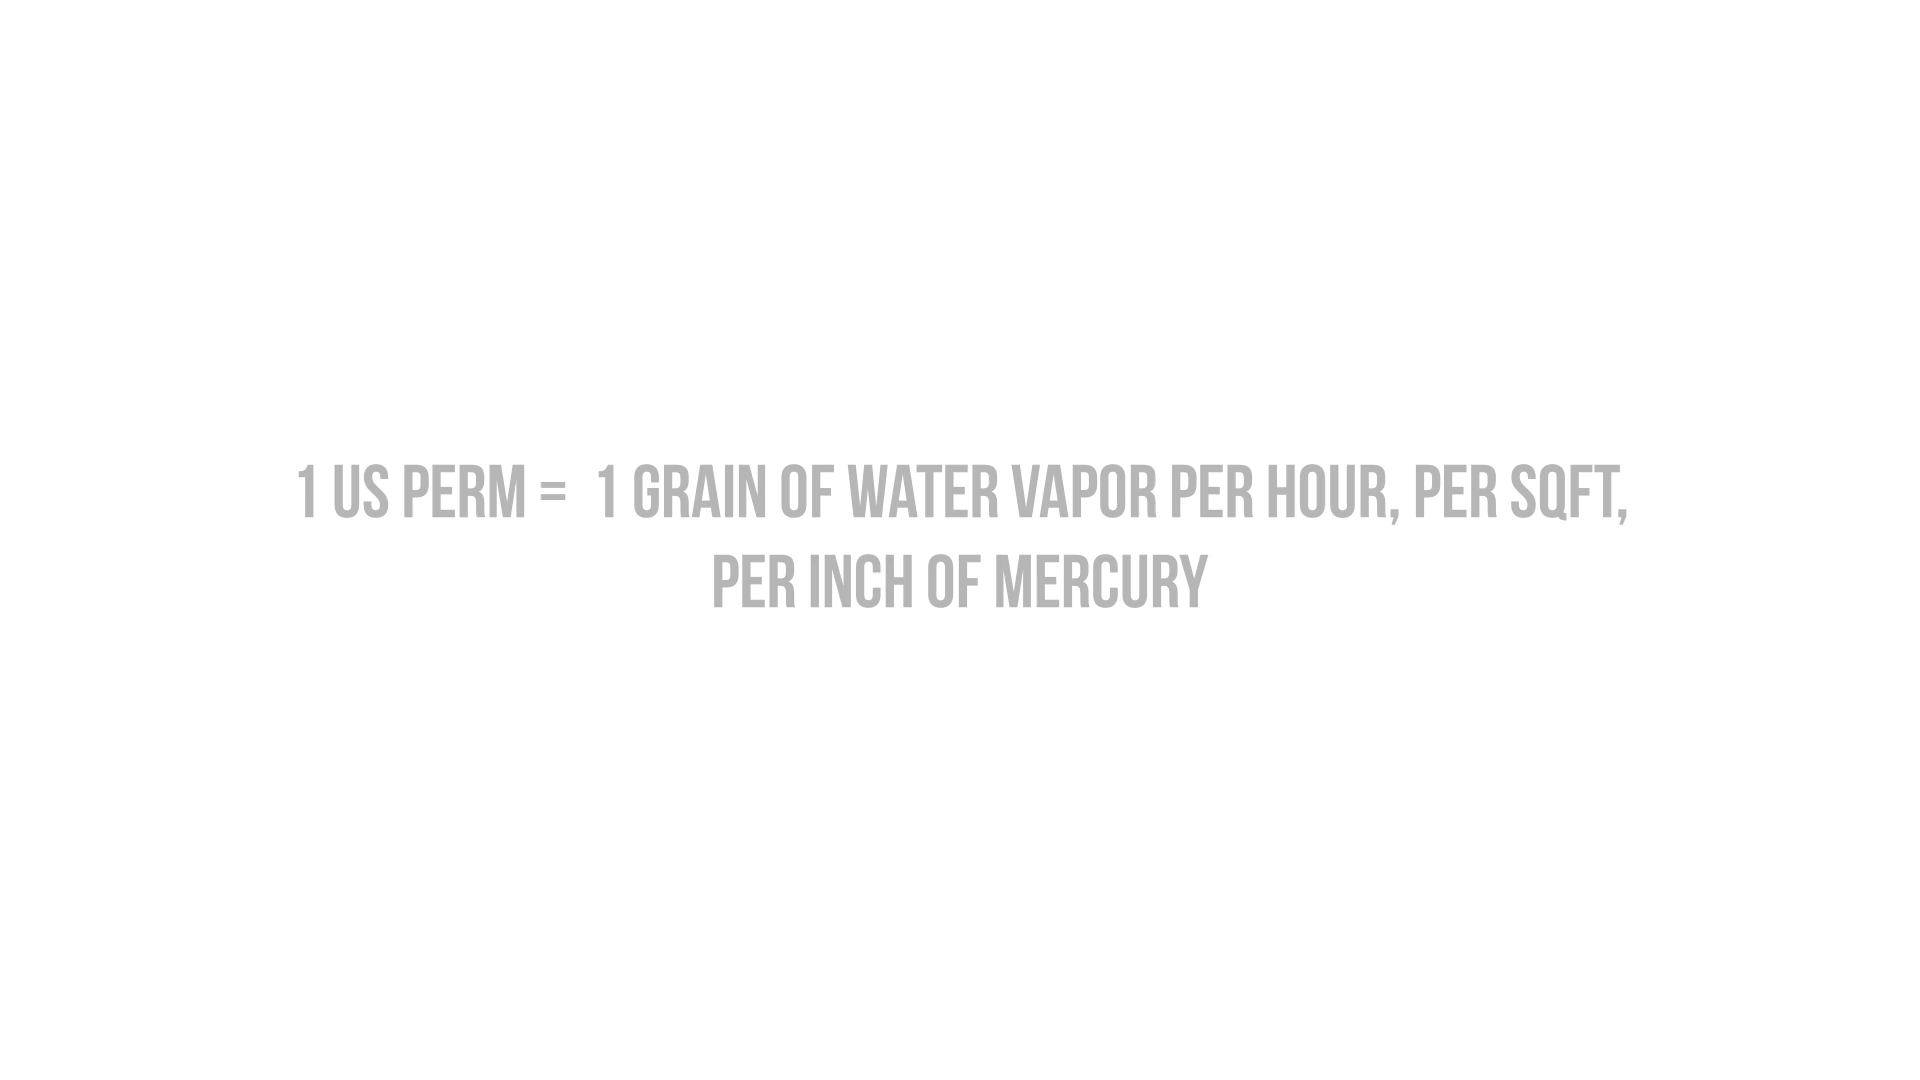 1 US PERM = 1 GRAIN OF WATER VAPOR PER HOUR, PER SQFT,
PER INCH OF MERCURY